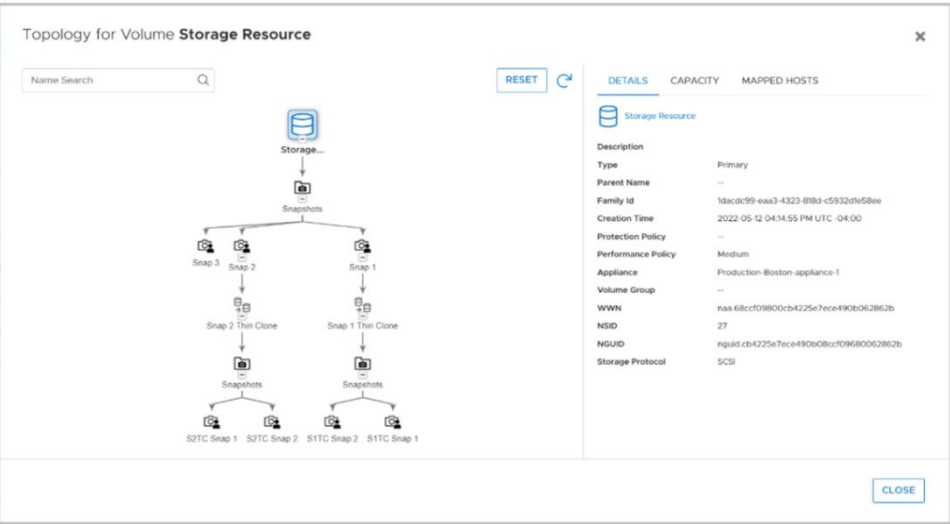 Topology for Volume Storage Resource
Name Search
RESET
DETAILS CAPACITY MAPPED HOSTS
Storage Resource
Storage...
Snapshots
Snap 3 Snap 2 Snap 1
Snap 2 Thin Clone Snap 1 Thin Clone
Snapshots Snapshots
S2TC Snap 1 S2TC Snap 2 S1TC Snap 2 S1TC Snap 1
Description
Type Primary
Parent Name --
Family Id 1dacdc99-eaa3-4323-818d-c5932d1e58ee
Creation Time 2022-05-12 04:14:55 PM UTC -04:00
Protection Policy --
Performance Policy Medium
Appliance Production-Boston-appliance-1
Volume Group --
WWN naa.68ccf09800cb4225e7ece490b062862b
NSID 27
NGUID nguid.cb4225e7ece490b08ccf09680062862b
Storage Protocol SCSI
CLOSE